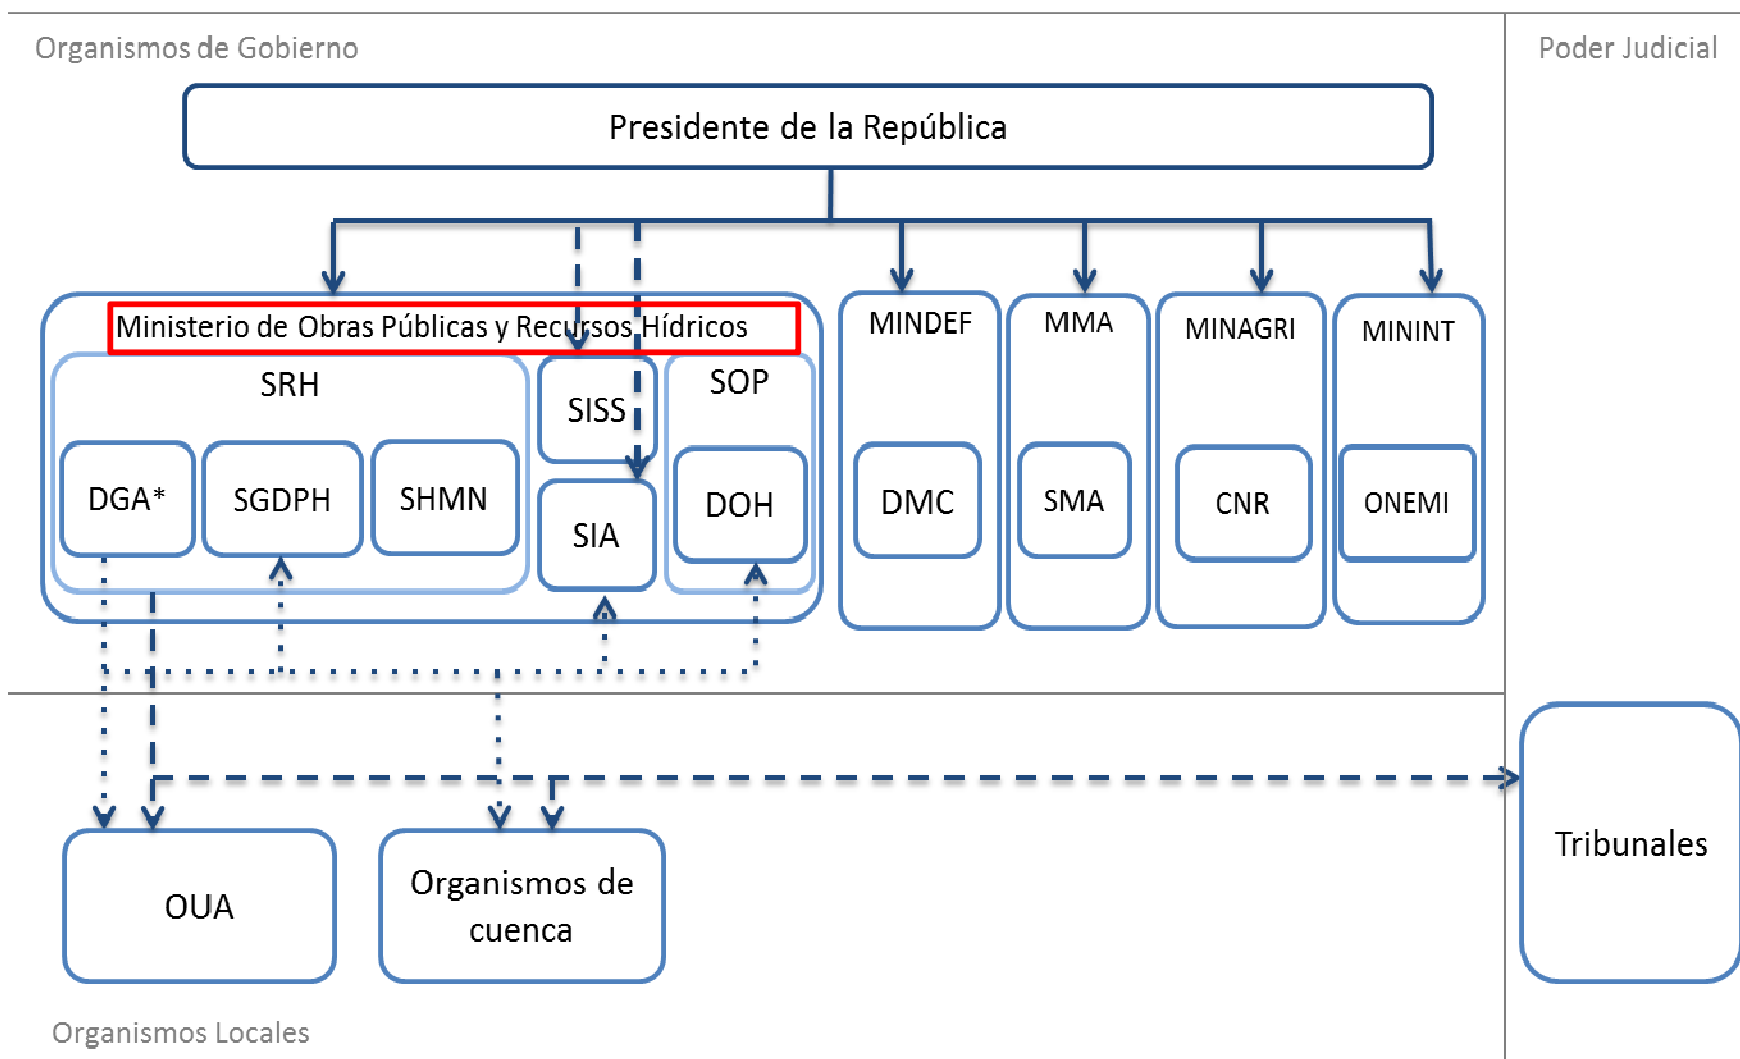 Organismos de Gobierno
Poder Judicial
Presidente de la República
Ministerio de Obras Públicas y Recursos Hídricos
MINDEF
MMA
MINAGRI
MININT
SRH
SISS
SOP
DGA*
SGDPH
SHMN
SIA
DOH
DMC
SMA
CNR
ONEMI
OUA
Organismos de
cuenca
Tribunales
Organismos Locales